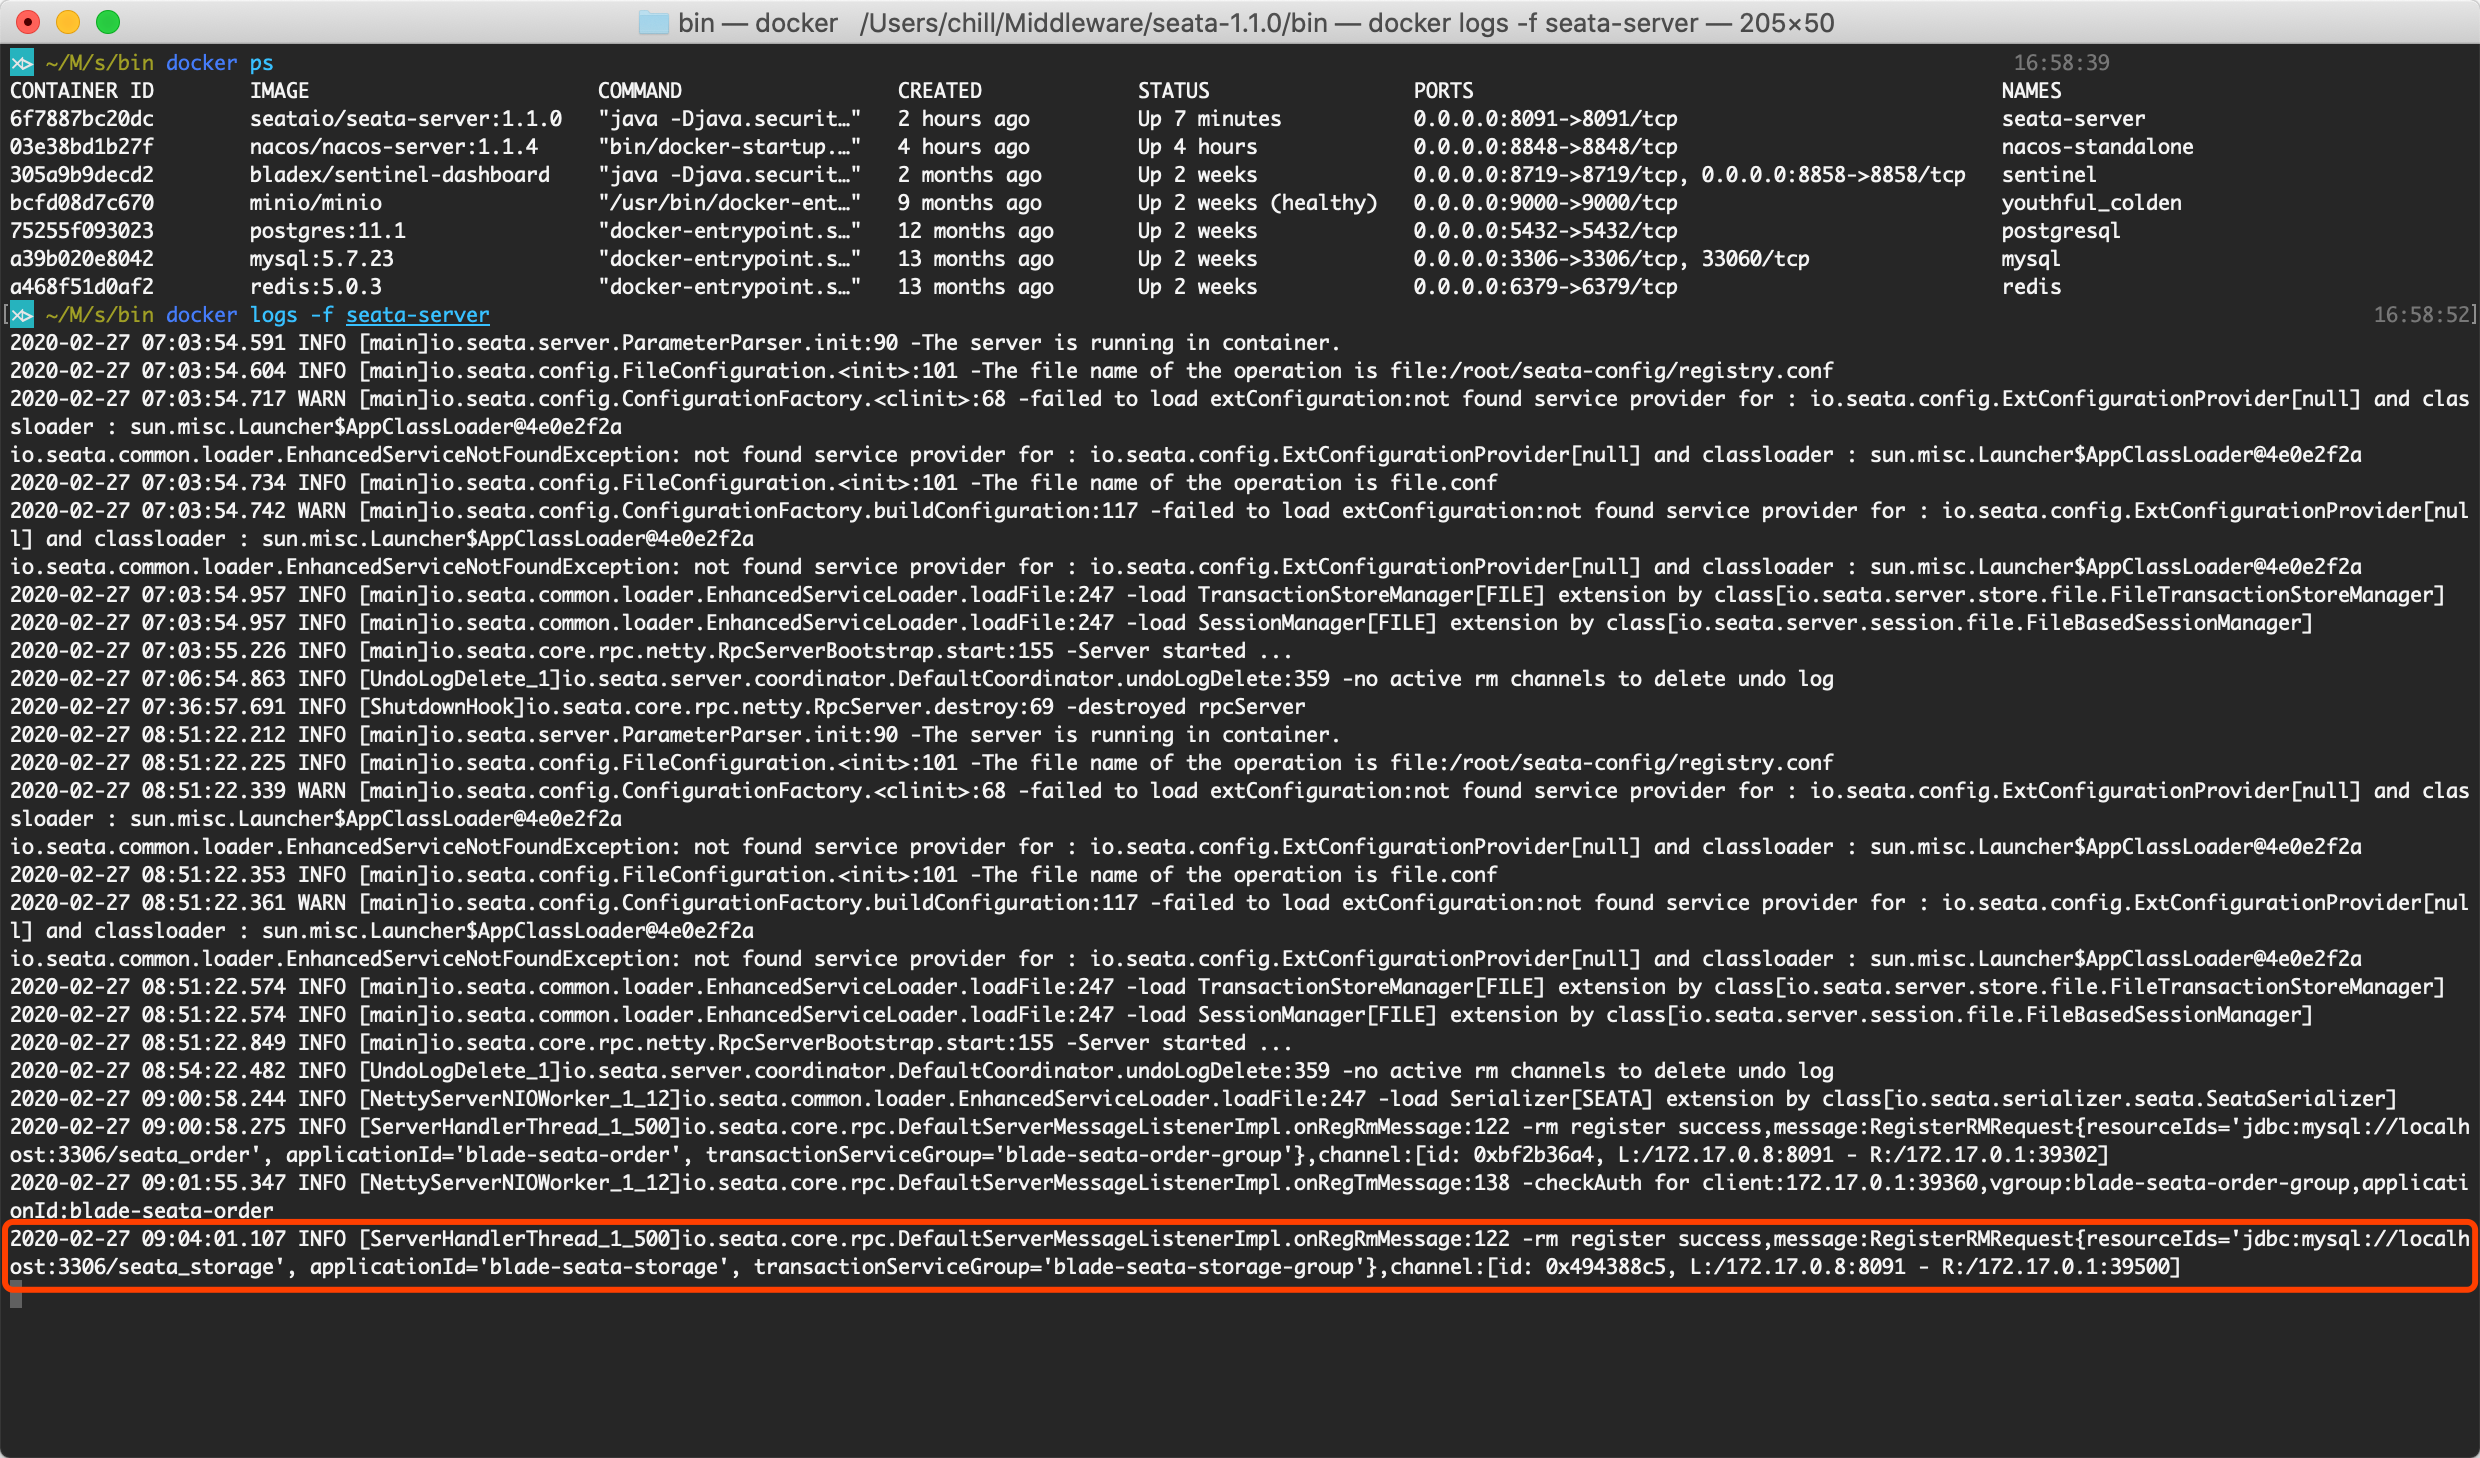 bin — docker   /Users/chill/Middleware/seata-1.1.0/bin — docker logs -f seata-server — 205×50
~/M/s/bin docker ps 16:58:39
CONTAINER ID IMAGE COMMAND CREATED STATUS PORTS NAMES
6f7887bc20dc seataio/seata-server:1.1.0 "java -Djava.securit…" 2 hours ago Up 7 minutes 0.0.0.0:8091->8091/tcp seata-server
03e38bd1b27f nacos/nacos-server:1.1.4 "bin/docker-startup.…" 4 hours ago Up 4 hours 0.0.0.0:8848->8848/tcp nacos-standalone
305a9b9decd2 bladex/sentinel-dashboard "java -Djava.securit…" 2 months ago Up 2 weeks 0.0.0.0:8719->8719/tcp, 0.0.0.0:8858->8858/tcp sentinel
bcfd08d7c670 minio/minio "/usr/bin/docker-ent…" 9 months ago Up 2 weeks (healthy) 0.0.0.0:9000->9000/tcp youthful_colden
75255f093023 postgres:11.1 "docker-entrypoint.s…" 12 months ago Up 2 weeks 0.0.0.0:5432->5432/tcp postgresql
a39b020e8042 mysql:5.7.23 "docker-entrypoint.s…" 13 months ago Up 2 weeks 0.0.0.0:3306->3306/tcp, 33060/tcp mysql
a468f51d0af2 redis:5.0.3 "docker-entrypoint.s…" 13 months ago Up 2 weeks 0.0.0.0:6379->6379/tcp redis
[ ~/M/s/bin docker logs -f seata-server 16:58:52]
2020-02-27 07:03:54.591 INFO [main]io.seata.server.ParameterParser.init:90 -The server is running in container.
2020-02-27 07:03:54.604 INFO [main]io.seata.config.FileConfiguration.<init>:101 -The file name of the operation is file:/root/seata-config/registry.conf
2020-02-27 07:03:54.717 WARN [main]io.seata.config.ConfigurationFactory.<clinit>:68 -failed to load extConfiguration:not found service provider for : io.seata.config.ExtConfigurationProvider[null] and clas
sloader : sun.misc.Launcher$AppClassLoader@4e0e2f2a
io.seata.common.loader.EnhancedServiceNotFoundException: not found service provider for : io.seata.config.ExtConfigurationProvider[null] and classloader : sun.misc.Launcher$AppClassLoader@4e0e2f2a
2020-02-27 07:03:54.734 INFO [main]io.seata.config.FileConfiguration.<init>:101 -The file name of the operation is file.conf
2020-02-27 07:03:54.742 WARN [main]io.seata.config.ConfigurationFactory.buildConfiguration:117 -failed to load extConfiguration:not found service provider for : io.seata.config.ExtConfigurationProvider[nul
l] and classloader : sun.misc.Launcher$AppClassLoader@4e0e2f2a
io.seata.common.loader.EnhancedServiceNotFoundException: not found service provider for : io.seata.config.ExtConfigurationProvider[null] and classloader : sun.misc.Launcher$AppClassLoader@4e0e2f2a
2020-02-27 07:03:54.957 INFO [main]io.seata.common.loader.EnhancedServiceLoader.loadFile:247 -load TransactionStoreManager[FILE] extension by class[io.seata.server.store.file.FileTransactionStoreManager]
2020-02-27 07:03:54.957 INFO [main]io.seata.common.loader.EnhancedServiceLoader.loadFile:247 -load SessionManager[FILE] extension by class[io.seata.server.session.file.FileBasedSessionManager]
2020-02-27 07:03:55.226 INFO [main]io.seata.core.rpc.netty.RpcServerBootstrap.start:155 -Server started ...
2020-02-27 07:06:54.863 INFO [UndoLogDelete_1]io.seata.server.coordinator.DefaultCoordinator.undoLogDelete:359 -no active rm channels to delete undo log
2020-02-27 07:36:57.691 INFO [ShutdownHook]io.seata.core.rpc.netty.RpcServer.destroy:69 -destroyed rpcServer
2020-02-27 08:51:22.212 INFO [main]io.seata.server.ParameterParser.init:90 -The server is running in container.
2020-02-27 08:51:22.225 INFO [main]io.seata.config.FileConfiguration.<init>:101 -The file name of the operation is file:/root/seata-config/registry.conf
2020-02-27 08:51:22.339 WARN [main]io.seata.config.ConfigurationFactory.<clinit>:68 -failed to load extConfiguration:not found service provider for : io.seata.config.ExtConfigurationProvider[null] and clas
sloader : sun.misc.Launcher$AppClassLoader@4e0e2f2a
io.seata.common.loader.EnhancedServiceNotFoundException: not found service provider for : io.seata.config.ExtConfigurationProvider[null] and classloader : sun.misc.Launcher$AppClassLoader@4e0e2f2a
2020-02-27 08:51:22.353 INFO [main]io.seata.config.FileConfiguration.<init>:101 -The file name of the operation is file.conf
2020-02-27 08:51:22.361 WARN [main]io.seata.config.ConfigurationFactory.buildConfiguration:117 -failed to load extConfiguration:not found service provider for : io.seata.config.ExtConfigurationProvider[nul
l] and classloader : sun.misc.Launcher$AppClassLoader@4e0e2f2a
io.seata.common.loader.EnhancedServiceNotFoundException: not found service provider for : io.seata.config.ExtConfigurationProvider[null] and classloader : sun.misc.Launcher$AppClassLoader@4e0e2f2a
2020-02-27 08:51:22.574 INFO [main]io.seata.common.loader.EnhancedServiceLoader.loadFile:247 -load TransactionStoreManager[FILE] extension by class[io.seata.server.store.file.FileTransactionStoreManager]
2020-02-27 08:51:22.574 INFO [main]io.seata.common.loader.EnhancedServiceLoader.loadFile:247 -load SessionManager[FILE] extension by class[io.seata.server.session.file.FileBasedSessionManager]
2020-02-27 08:51:22.849 INFO [main]io.seata.core.rpc.netty.RpcServerBootstrap.start:155 -Server started ...
2020-02-27 08:54:22.482 INFO [UndoLogDelete_1]io.seata.server.coordinator.DefaultCoordinator.undoLogDelete:359 -no active rm channels to delete undo log
2020-02-27 09:00:58.244 INFO [NettyServerNIOWorker_1_12]io.seata.common.loader.EnhancedServiceLoader.loadFile:247 -load Serializer[SEATA] extension by class[io.seata.serializer.seata.SeataSerializer]
2020-02-27 09:00:58.275 INFO [ServerHandlerThread_1_500]io.seata.core.rpc.DefaultServerMessageListenerImpl.onRegRmMessage:122 -rm register success,message:RegisterRMRequest{resourceIds='jdbc:mysql://localh
ost:3306/seata_order', applicationId='blade-seata-order', transactionServiceGroup='blade-seata-order-group'},channel:[id: 0xbf2b36a4, L:/172.17.0.8:8091 - R:/172.17.0.1:39302]
2020-02-27 09:01:55.347 INFO [NettyServerNIOWorker_1_12]io.seata.core.rpc.DefaultServerMessageListenerImpl.onRegTmMessage:138 -checkAuth for client:172.17.0.1:39360,vgroup:blade-seata-order-group,applicati
onId:blade-seata-order
2020-02-27 09:04:01.107 INFO [ServerHandlerThread_1_500]io.seata.core.rpc.DefaultServerMessageListenerImpl.onRegRmMessage:122 -rm register success,message:RegisterRMRequest{resourceIds='jdbc:mysql://localh
ost:3306/seata_storage', applicationId='blade-seata-storage', transactionServiceGroup='blade-seata-storage-group'},channel:[id: 0x494388c5, L:/172.17.0.8:8091 - R:/172.17.0.1:39500]